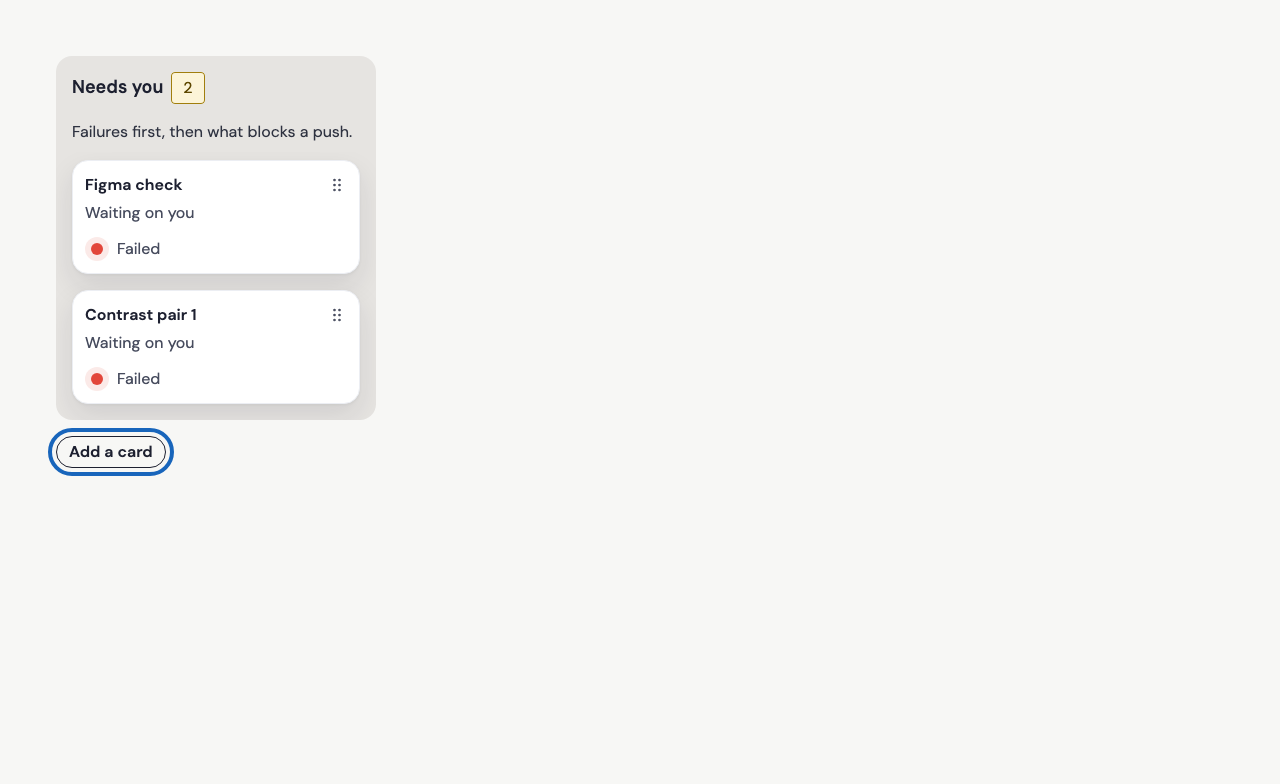 Needs you 2
Failures first, then what blocks a push.
Figma check
Waiting on you
Failed
Contrast pair 1
Waiting on you
Failed
Add a card